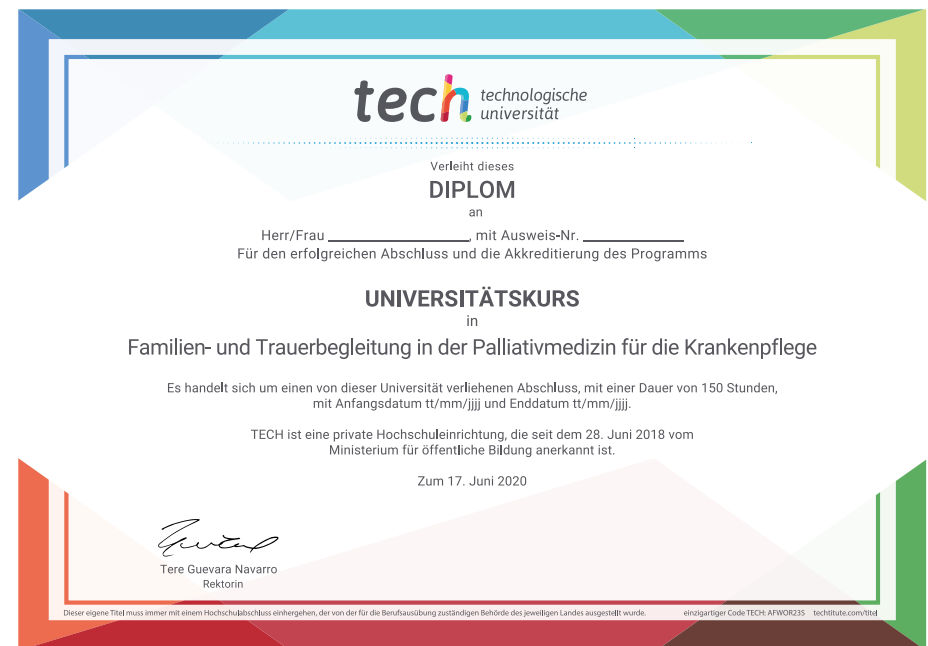 tech technologische
universität
Verleiht dieses
DIPLOM
an
Herr/Frau ____________, mit Ausweis-Nr. ____________
Für den erfolgreichen Abschluss und die Akkreditierung des Programms
UNIVERSITÄTSKURS
in
Familien- und Trauerbegleitung in der Palliativmedizin für die Krankenpflege
Es handelt sich um einen von dieser Universität verliehenen Abschluss, mit einer Dauer von 150 Stunden,
mit Anfangsdatum tt/mm/jjjj und Enddatum tt/mm/jjjj.
TECH ist eine private Hochschuleinrichtung, die seit dem 28. Juni 2018 vom
Ministerium für öffentliche Bildung anerkannt ist.
Zum 17. Juni 2020
Tere Guevara Navarro
Rektorin
Dieser eigene Titel muss immer mit einem Hochschulabschluss einhergehen, der von der für die Berufsausübung zuständigen Behörde des jeweiligen Landes ausgestellt wurde. einzigartiger Code TECH: AFWOR23S techtitute.com/titel